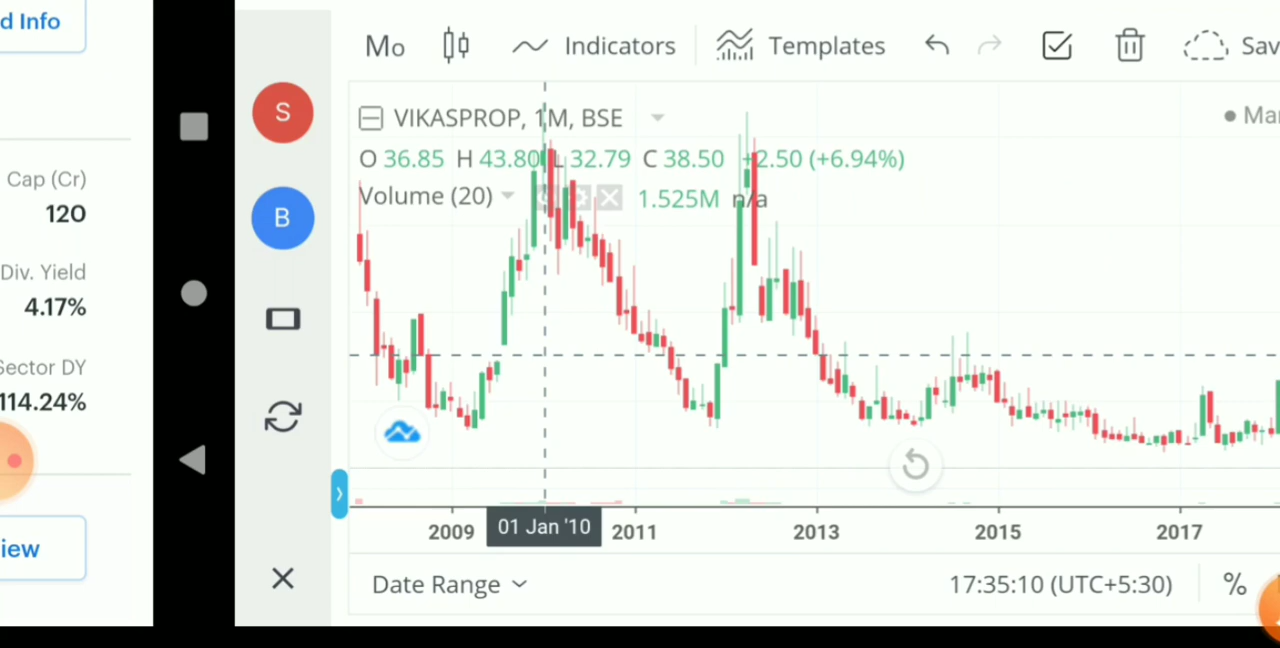 d Info
Cap (Cr)
120
Div. Yield
4.17%
Sector DY
114.24%
iew
S
B
Mo
Indicators
Templates
Sav
VIKASPROP, 1M, BSE
Mar
O 36.85 H 43.80 L 32.79 C 38.50 +2.50 (+6.94%)
Volume (20) 1.525M n/a
2009 01 Jan '10 2011 2013 2015 2017
Date Range 17:35:10 (UTC+5:30) %